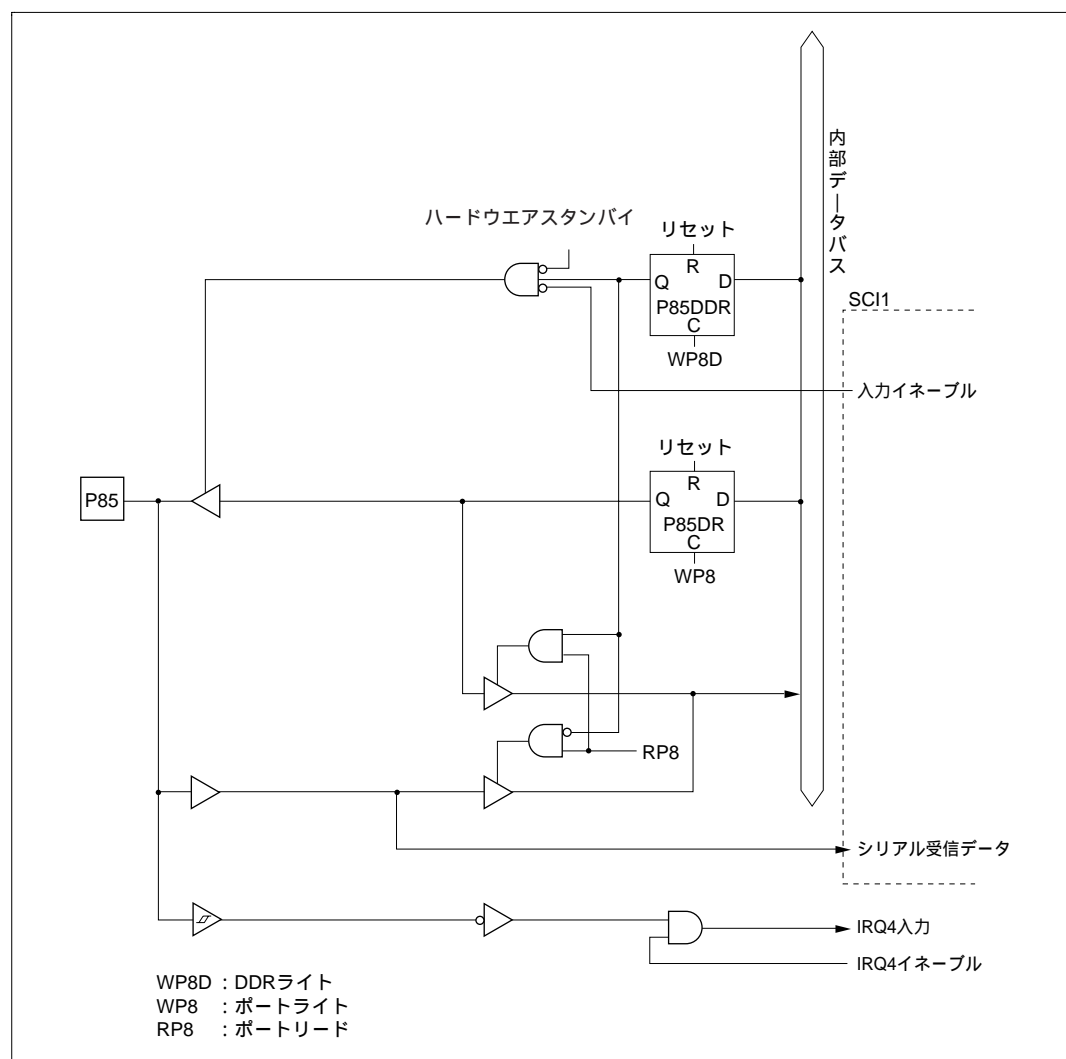 内部データバス
ハードウエアスタンバイ
リセット
R
Q D
P85DDR
C
WP8D
SCI1
入力イネーブル
リセット
R
Q D
P85DR
C
WP8
P85
RP8
シリアル受信データ
IRQ4入力
IRQ4イネーブル
WP8D : DDRライト
WP8 : ポートライト
RP8 : ポートリード